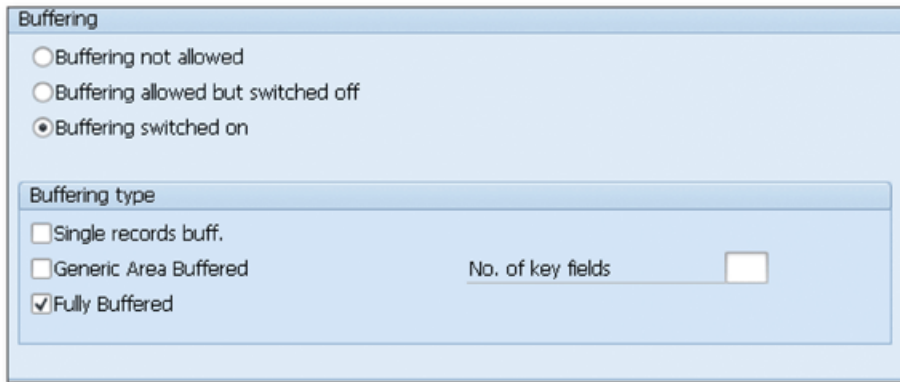 Buffering
Buffering not allowed
Buffering allowed but switched off
Buffering switched on
Buffering type
Single records buff.
Generic Area Buffered No. of key fields
Fully Buffered